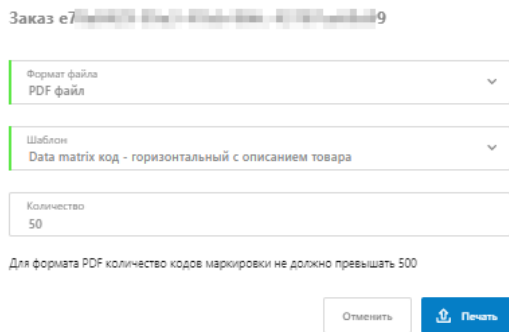 Заказ
Формат файла
PDF файл
Шаблон
Data matrix код - горизонтальный с описанием товара
Количество
50
Для формата PDF количество кодов маркировки не должно превышать 500
Отменить
Печать